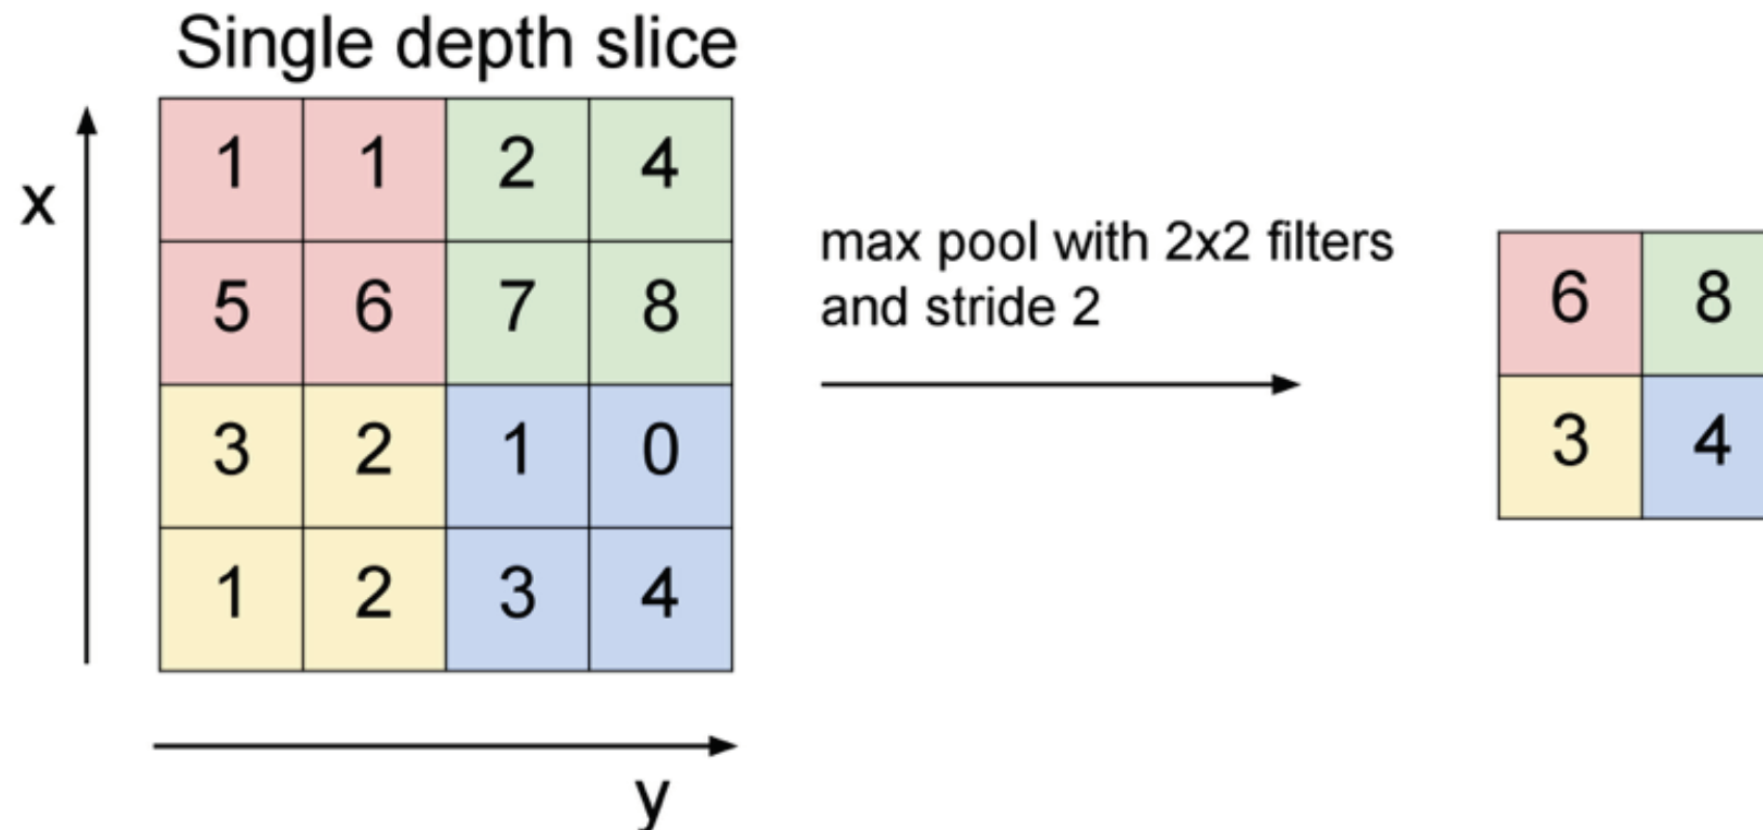 Single depth slice
x
1 1 2 4
5 6 7 8
3 2 1 0
1 2 3 4
y
max pool with 2x2 filters
and stride 2
6 8
3 4